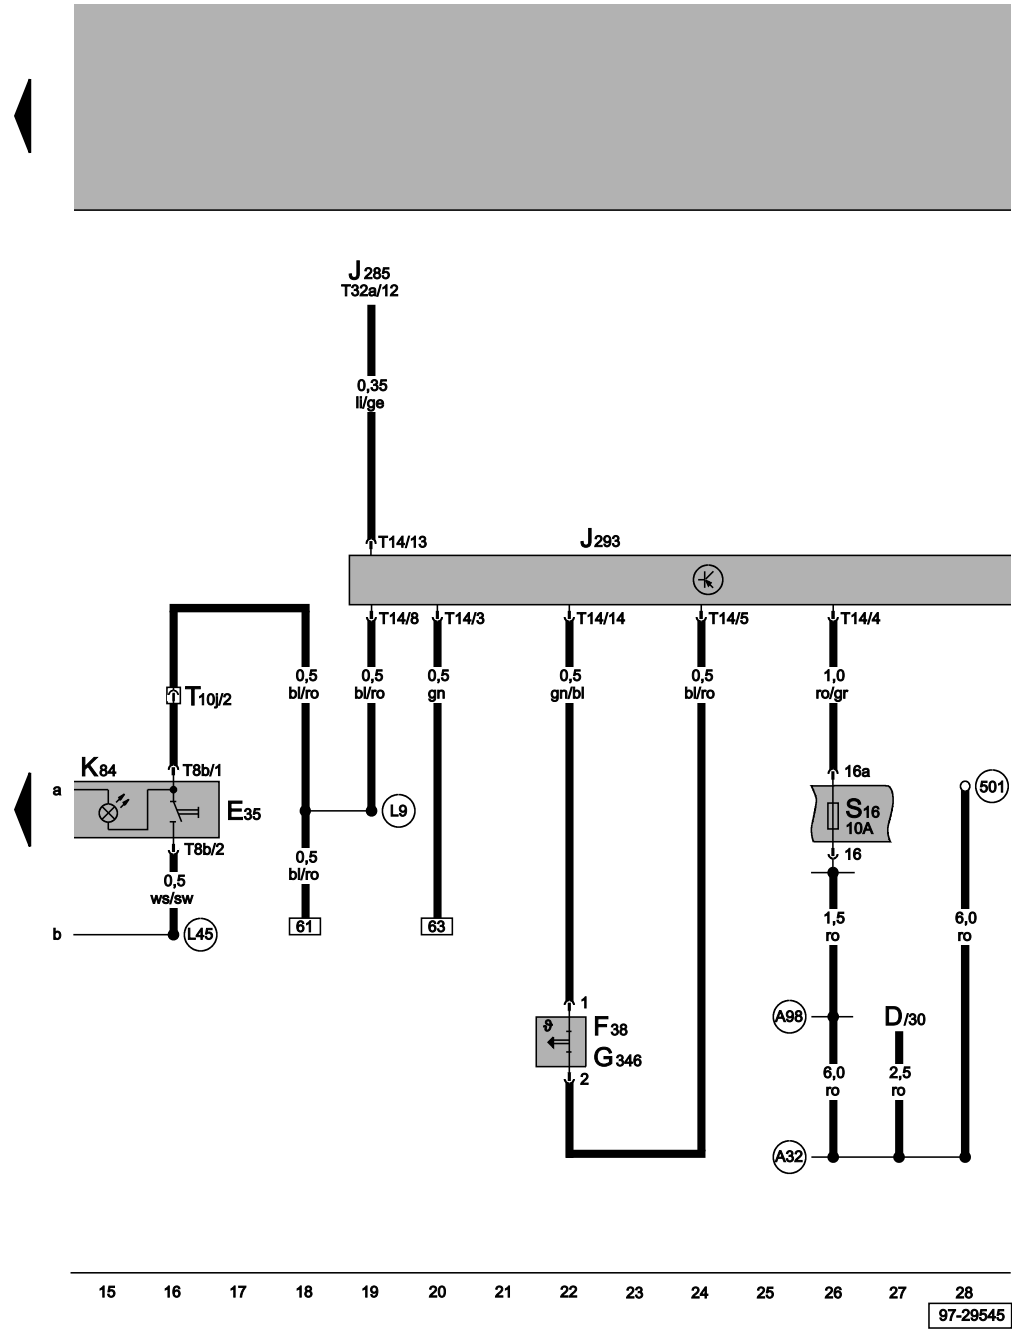 J 285
T32a/12
0,35
li/ge
T14/13
J 293
T14/8
T14/3
T14/14
T14/5
T14/4
0,5
bl/ro
0,5
bl/ro
0,5
gn
0,5
gn/bl
0,5
bl/ro
1,0
ro/gr
T10j/2
K84
T8b/1
16a
a
E35
L9
S16
10A
501
T8b/2
16
0,5
bl/ro
0,5
ws/sw
61
63
1,5
ro
6,0
ro
b
L45
1
ϑ
F38
G346
2
A98
D/30
6,0
ro
2,5
ro
A32
15 16 17 18 19 20 21 22 23 24 25 26 27 28
97-29545